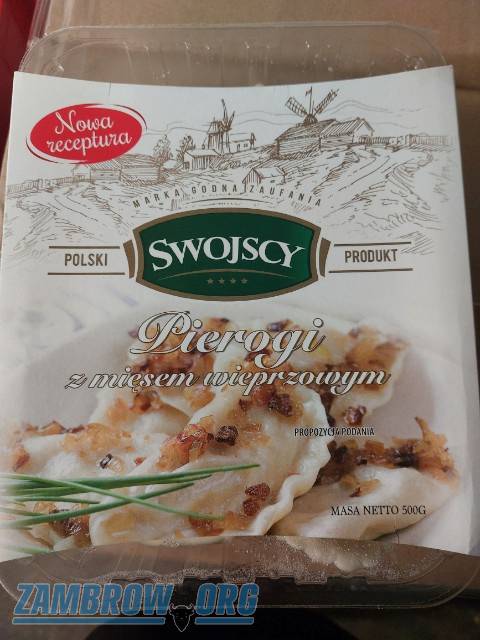 Nowa
receptura
MARKA GODNA ZAUFANIA
POLSKI
SWOJSCY
PRODUKT
Pierogi
z mięsem wieprzowym
PROPOZYCJA PODANIA
MASA NETTO 500G
ZAMBROW.ORG